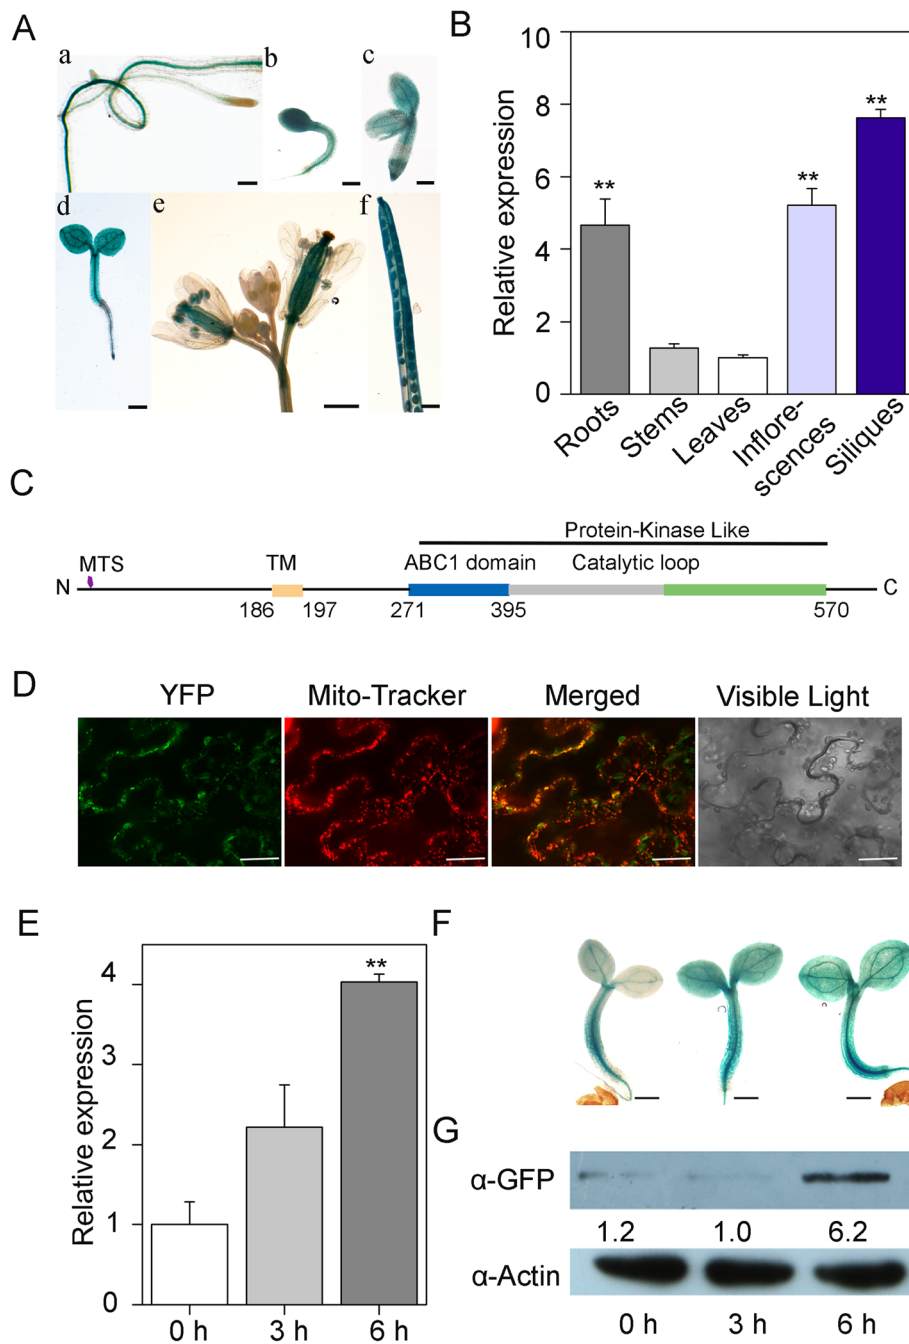 A
a
b
c
d
e
f
B
Relative expression
10
8
6
4
2
0
**
**
**
Roots
Stems
Leaves
Inflore-
scences
Siliques
C
Protein-Kinase Like
MTS
TM
ABC1 domain
Catalytic loop
N
C
186
197
271
395
570
D
YFP
Mito-Tracker
Merged
Visible Light
E
Relative expression
4
4
2
1
0
**
0 h
3 h
6 h
F
G
α-GFP
1.2
1.0
6.2
α-Actin
0 h
3 h
6 h